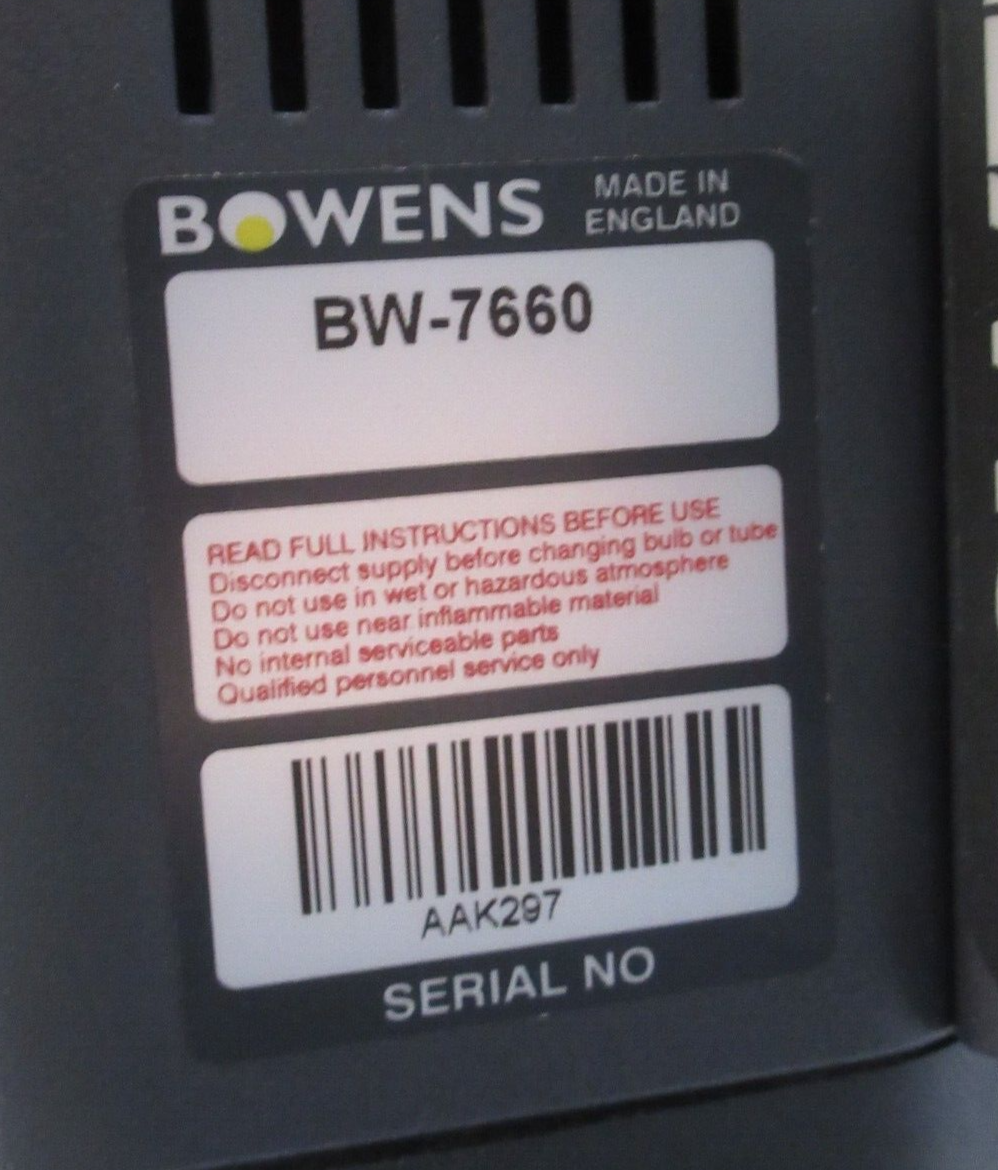 BOWENS
MADE IN
ENGLAND
BW-7660
READ FULL INSTRUCTIONS BEFORE USE
Disconnect supply before changing bulb or tube
Do not use in wet or hazardous atmosphere
Do not use near inflammable material
No internal serviceable parts
Qualified personnel service only
AAK297
SERIAL NO